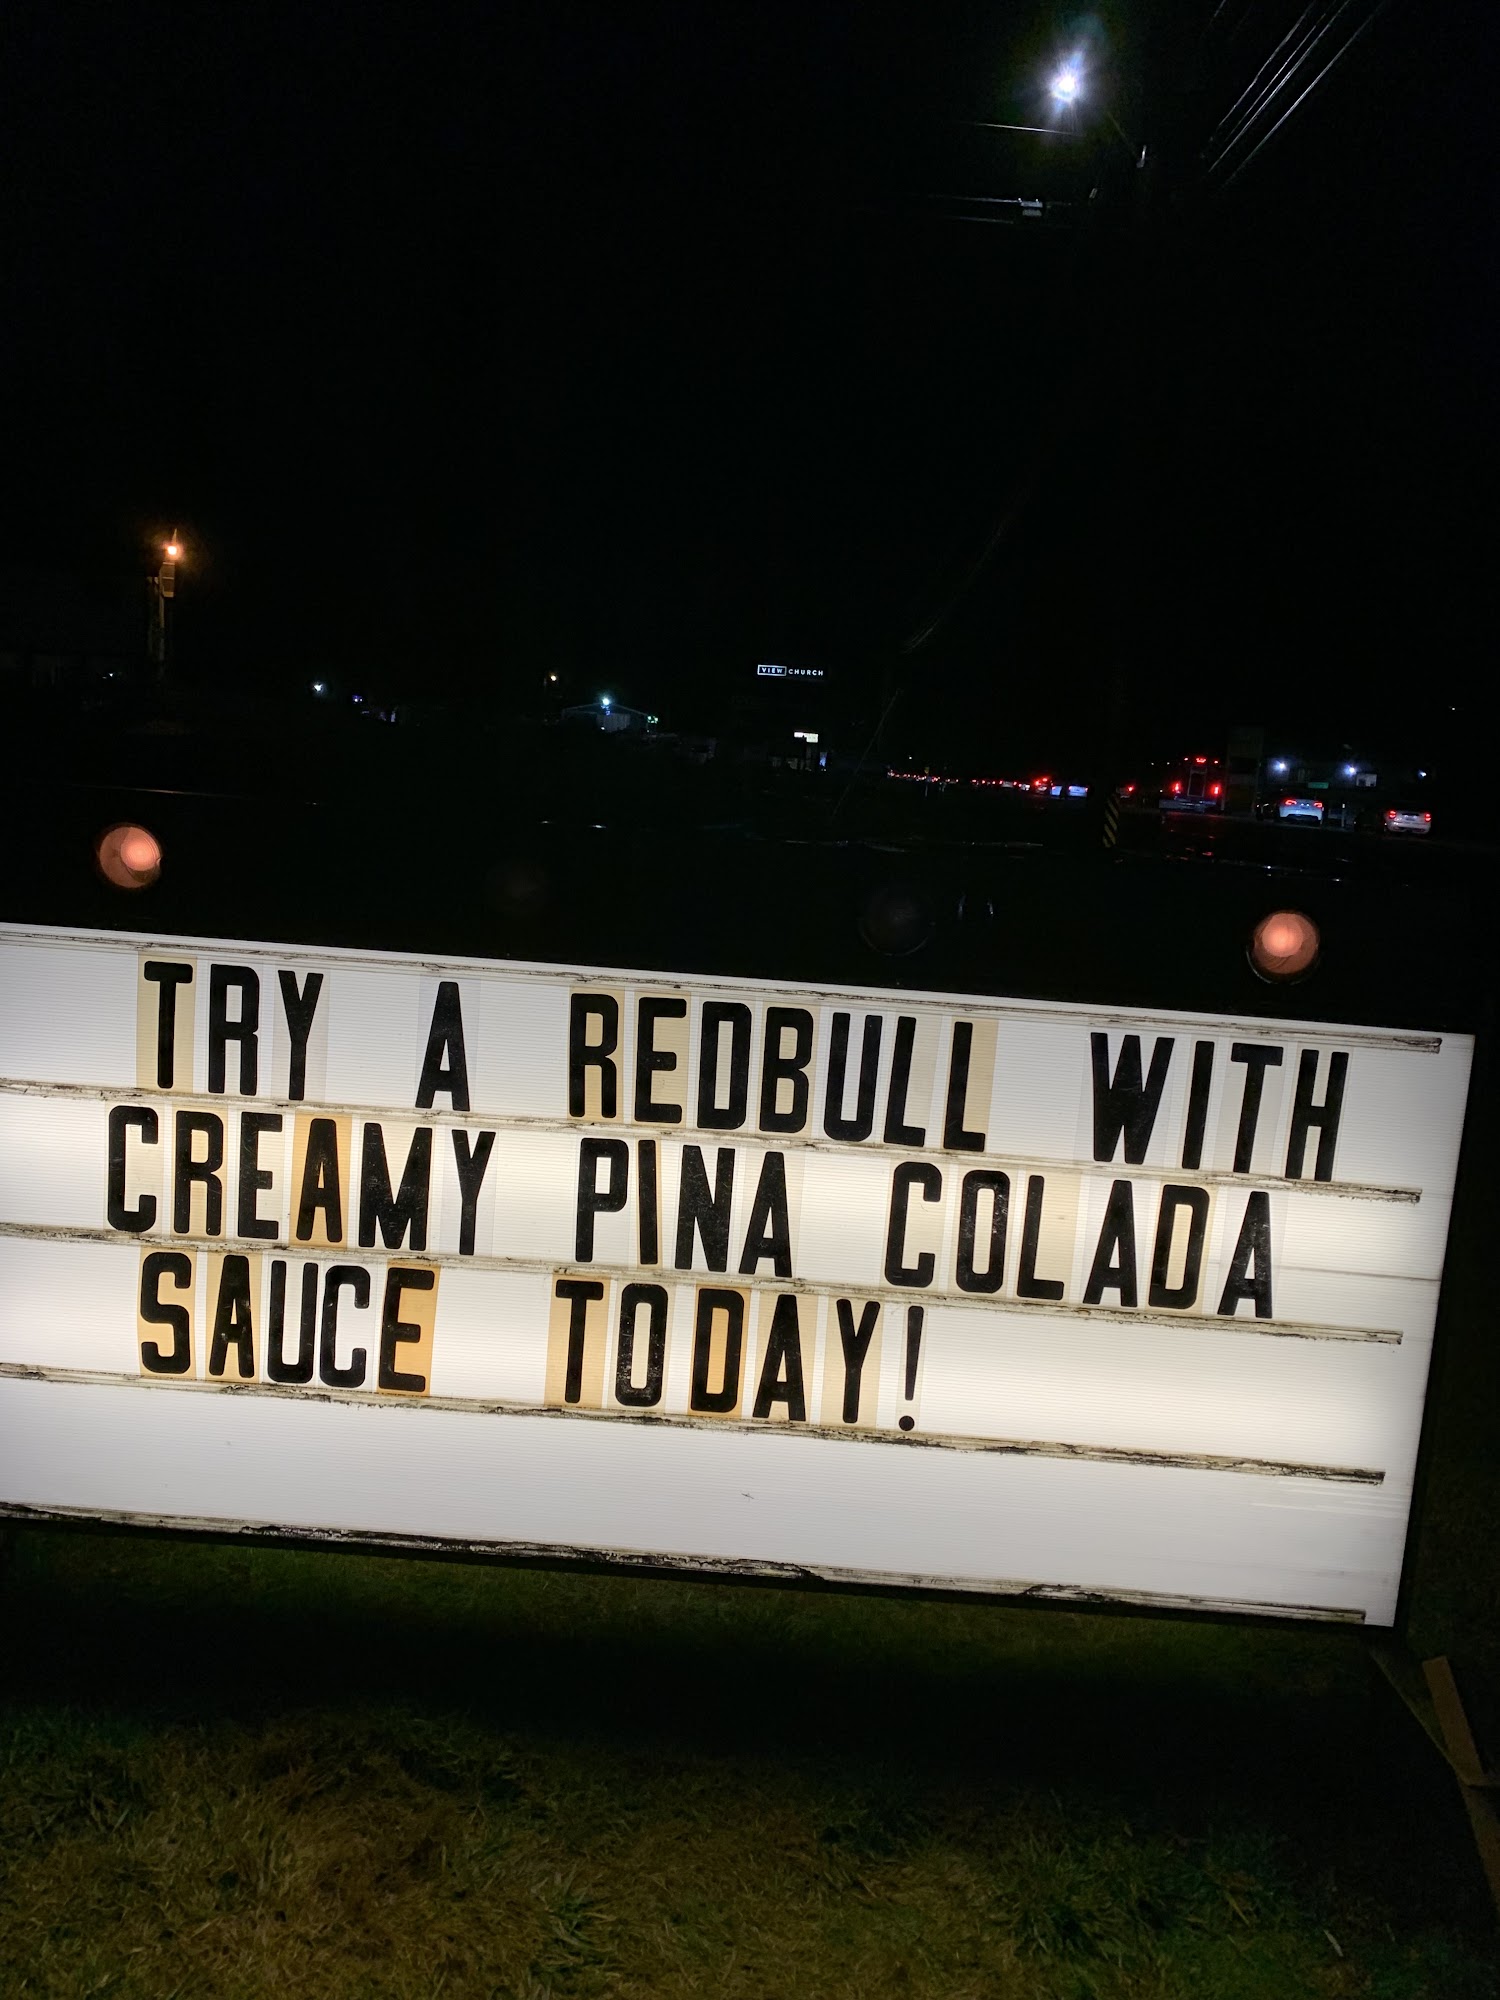 VIEW CHURCH
TRY A REDBULL WITH
CREAMY PINA COLADA
SAUCE TODAY!